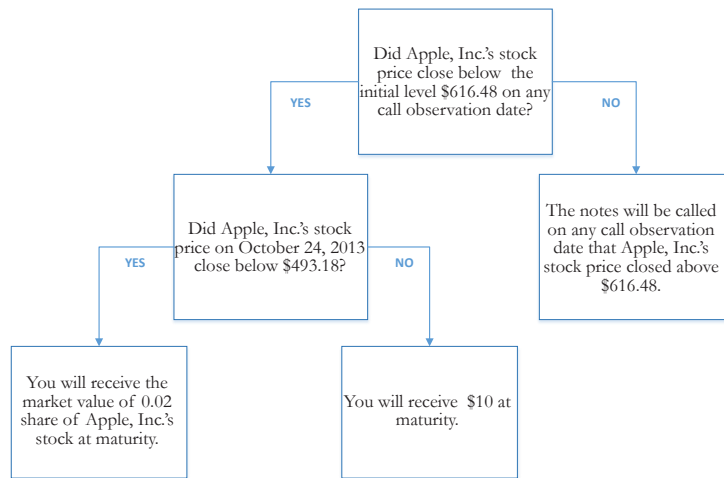 Did Apple, Inc.'s stock
price close below the
initial level $616.48 on any
call observation date?
YES
NO
Did Apple, Inc.'s stock
price on October 24, 2013
close below $493.18?
The notes will be called
on any call observation
date that Apple, Inc.'s
stock price closed above
$616.48.
YES
NO
You will receive the
market value of 0.02
share of Apple, Inc.'s
stock at maturity.
You will receive $10 at
maturity.